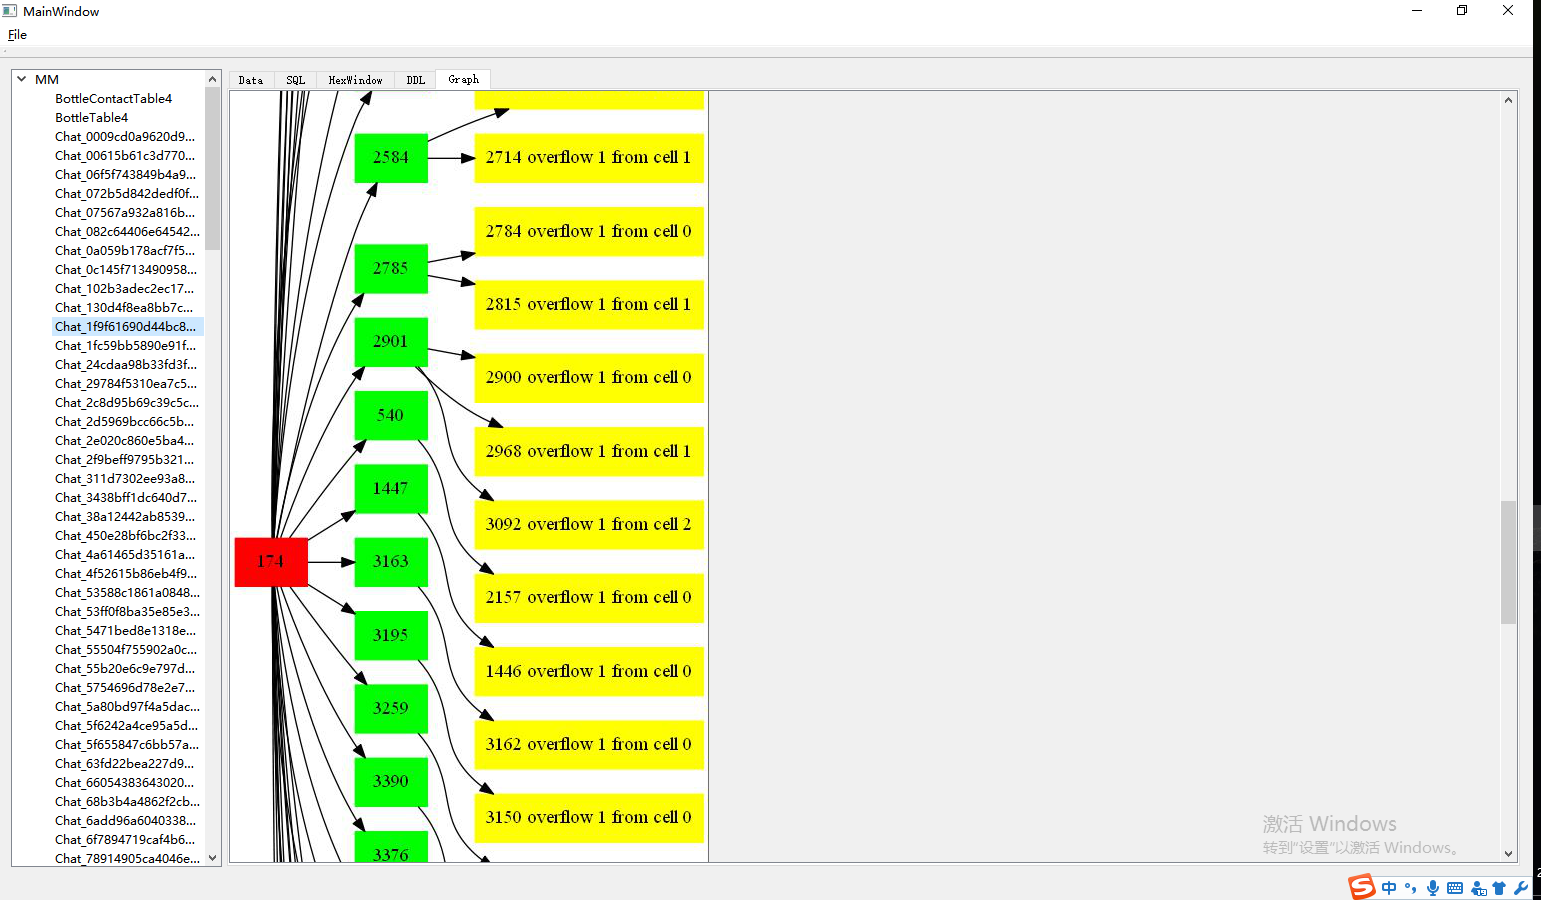 MainWindow
File
MM
BottleContactTable4
BottleTable4
Chat_0009cd0a9620d9...
Chat_00615b61c3d770...
Chat_06f5f743849b4a9...
Chat_072b5d842dedf0f...
Chat_07567a932a816b...
Chat_082c64406e64542...
Chat_0a059b178acf7f5...
Chat_0c145f713490958...
Chat_102b3adec2ec17...
Chat_130d4f8ea8bb7c...
Chat_1f9f61690d44bc8...
Chat_1fc59bb5890e91f...
Chat_24cdaa98b33fd3f...
Chat_29784f5310ea7c5...
Chat_2c8d95b69c39c5c...
Chat_2d5969bcc66c5b...
Chat_2e020c860e5ba4...
Chat_2f9beff9795b321...
Chat_311d7302ee93a8...
Chat_3438bff1dc640d7...
Chat_38a12442ab8539...
Chat_450e28bf6bc2f33...
Chat_4a61465d35161a...
Chat_4f52615b86eb4f9...
Chat_53588c1861a0848...
Chat_53ff0f8ba35e85e3...
Chat_5471bed8e1318e...
Chat_55504f755902a0c...
Chat_55b20e6c9e797d...
Chat_5754696d78e2e7...
Chat_5a80bd97f4a5dac...
Chat_5f6242a4ce95a5d...
Chat_5f655847c6bb57a...
Chat_63fd22bea227d9...
Chat_66054383643020...
Chat_68b3b4a4862f2cb...
Chat_6add96a6040338...
Chat_6f7894719caf4b6...
Chat_78914905ca4046e...
Data SQL HexWindow DDL Graph
2584
2714 overflow 1 from cell 1
2784 overflow 1 from cell 0
2785
2815 overflow 1 from cell 1
2901
2900 overflow 1 from cell 0
540
2968 overflow 1 from cell 1
1447
3092 overflow 1 from cell 2
174
3163
2157 overflow 1 from cell 0
3195
1446 overflow 1 from cell 0
3259
3162 overflow 1 from cell 0
3390
3150 overflow 1 from cell 0
3376
激活 Windows
转到"设置"以激活 Windows。
中